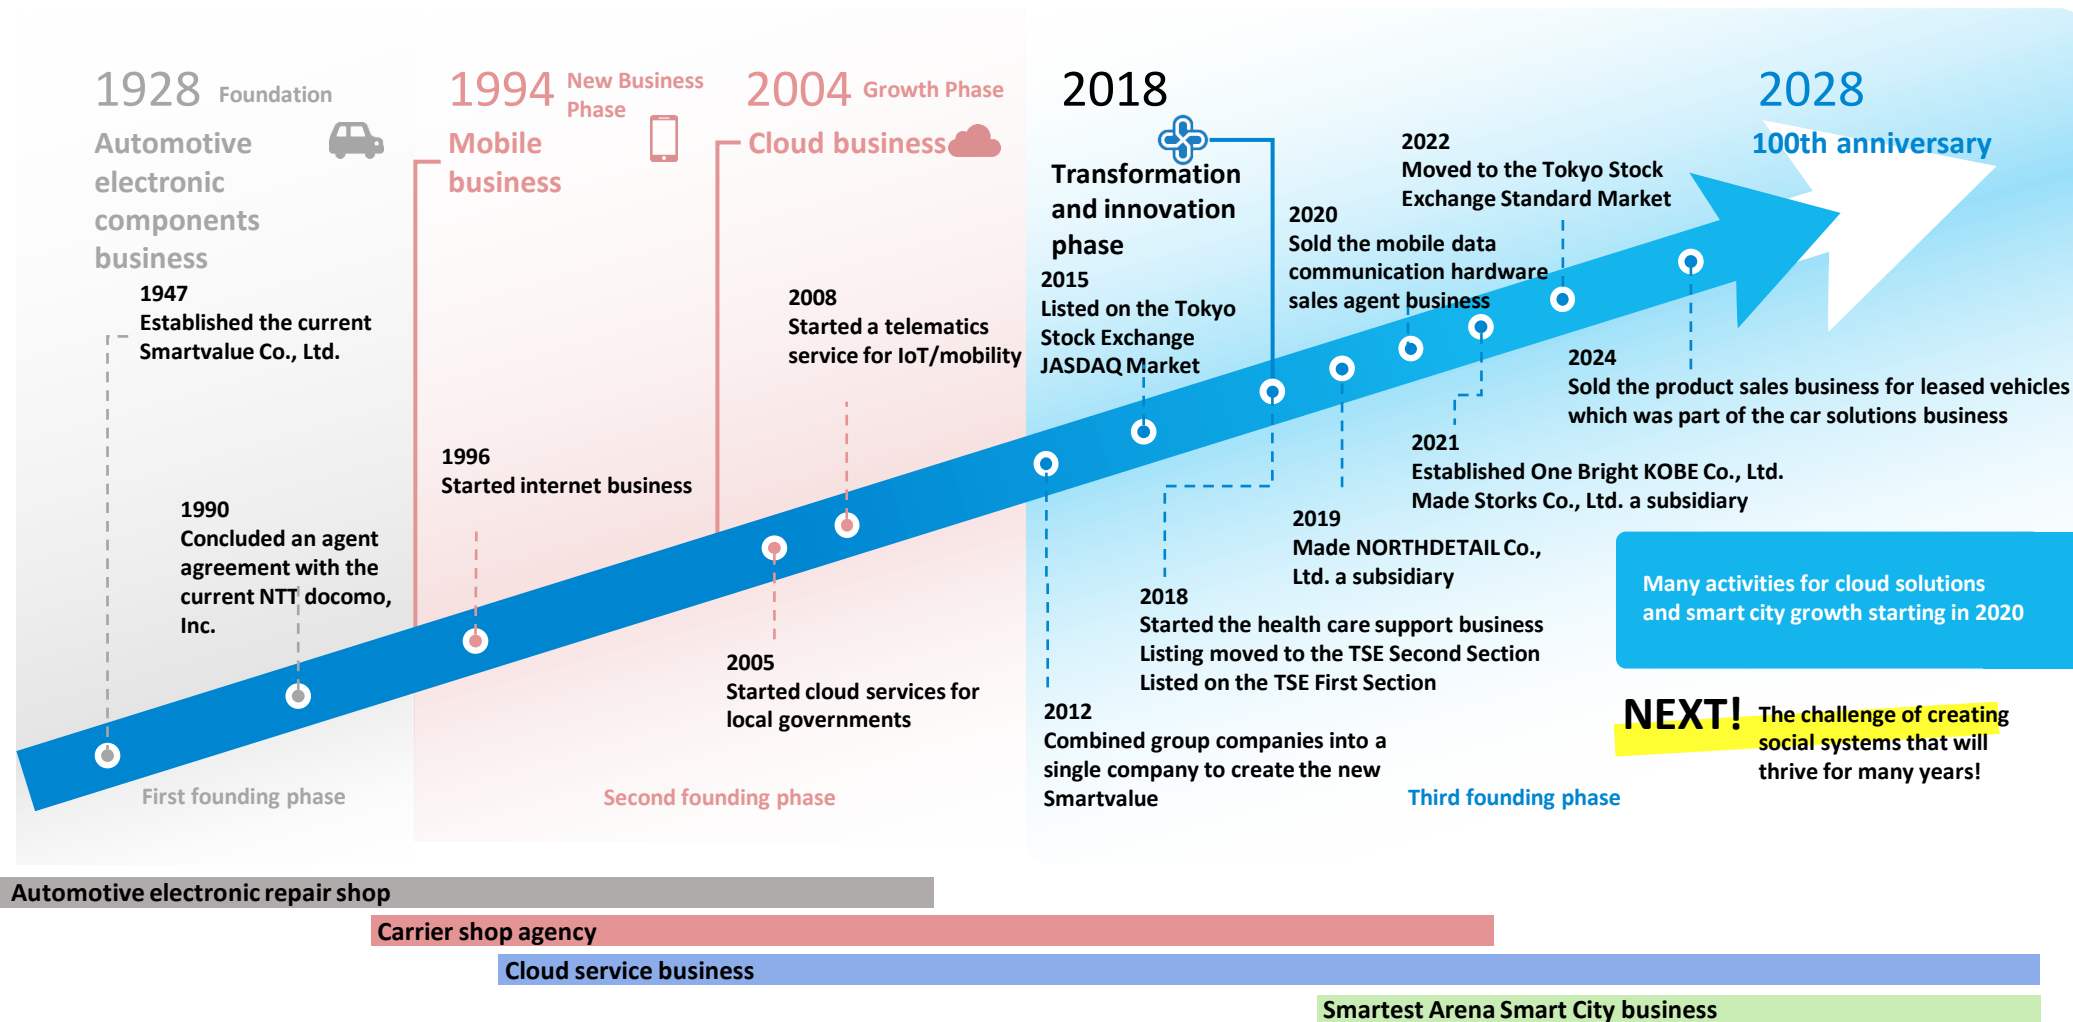 1928 Foundation
Automotive
electronic
components
business
1947
Established the current
Smartvalue Co., Ltd.
1990
Concluded an agent
agreement with the
current NTT docomo,
Inc.
First founding phase
1994 New Business
Phase
Mobile
business
1996
Started internet business
2004 Growth Phase
Cloud business
2008
Started a telematics
service for IoT/mobility
2005
Started cloud services for
local governments
Second founding phase
2018
Transformation
and innovation
phase
2015
Listed on the Tokyo
Stock Exchange
JASDAQ Market
2012
Combined group companies into a
single company to create the new
Smartvalue
2018
Started the health care support business
Listing moved to the TSE Second Section
Listed on the TSE First Section
2019
Made NORTHDETAIL Co.,
Ltd. a subsidiary
2020
Sold the mobile data
communication hardware
sales agent business
2021
Established One Bright KOBE Co., Ltd.
Made Storks Co., Ltd. a subsidiary
2022
Moved to the Tokyo Stock
Exchange Standard Market
2024
Sold the product sales business for leased vehicles
which was part of the car solutions business
2028
100th anniversary
Many activities for cloud solutions
and smart city growth starting in 2020
NEXT! The challenge of creating
social systems that will
thrive for many years!
Third founding phase
Automotive electronic repair shop
Carrier shop agency
Cloud service business
Smartest Arena Smart City business